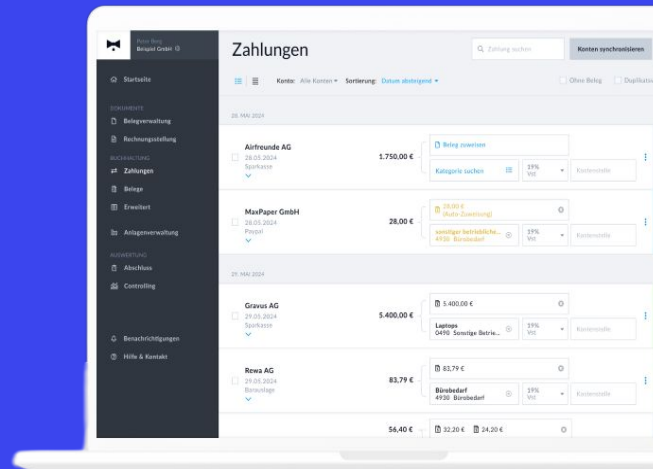 Peter Berg
Beispiel GmbH
Startseite
DOKUMENTE
Belegverwaltung
Rechnungsstellung
BUCHHALTUNG
Zahlungen
Belege
Erweitert
Anlagenverwaltung
AUSWERTUNG
Abschluss
Controlling
Benachrichtigungen
Hilfe & Kontakt
Zahlungen
Zahlung suchen
Konten synchronisieren
Konto: Alle Konten Sortierung: Datum absteigend
Ohne Beleg
28. MAI 2024
Airfreunde AG
28.05.2024
Sparkasse
1.750,00 €
Beleg zuweisen
Kategorie suchen
19%
VSt
Kostenstelle
MaxPaper GmbH
28.05.2024
Paypal
28,00 €
28,00 €
(Auto-Zuweisung)
sonstiger betriebliche...
4930 Bürobedarf
19%
VSt
Kostenstelle
29. MAI 2024
Gravus AG
29.05.2024
Sparkasse
5.400,00 €
5.400,00 €
Laptops
0490 Sonstige Betrie...
19%
VSt
Kostenstelle
Rewa AG
29.05.2024
Barauslage
83,79 €
83,79 €
Bürobedarf
4930 Bürobedarf
19%
VSt
Kostenstelle
56,40 €
32,20 €
24,20 €